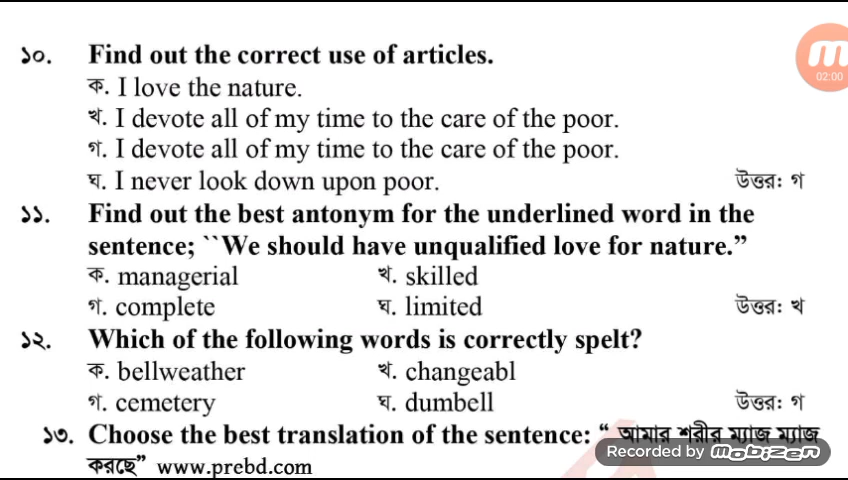 ১০. Find out the correct use of articles.
ক. I love the nature.
খ. I devote all of my time to the care of the poor.
গ. I devote all of my time to the care of the poor.
ঘ. I never look down upon poor. উত্তরঃ গ
১১. Find out the best antonym for the underlined word in the
sentence; ``We should have unqualified love for nature.”
ক. managerial খ. skilled
গ. complete ঘ. limited উত্তরঃ খ
১২. Which of the following words is correctly spelt?
ক. bellweather খ. changeabl
গ. cemetery ঘ. dumbell উত্তরঃ গ
১৩. Choose the best translation of the sentence: “ আমার শরীর ম্যাজ ম্যাজ
করছে” www.prebd.com
m
02:00
Recorded by mobizen